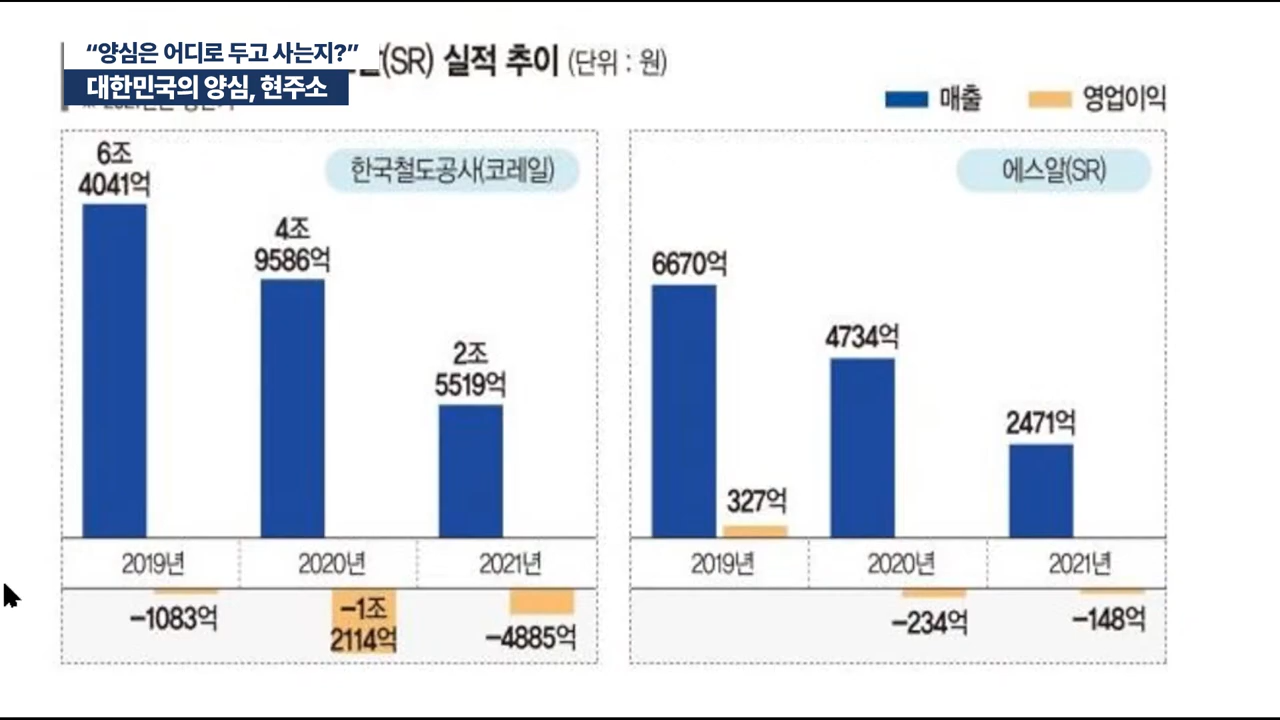 “양심은 어디로 두고 사는지?”
대한민국의 양심, 현주소
(SR) 실적 추이 (단위 : 원)
매출 영업이익
한국철도공사(코레일)
6조
4041억
4조
9586억
2조
5519억
2019년 2020년 2021년
-1083억
-1조
2114억
-4885억
에스알(SR)
6670억
327억
4734억
2471억
2019년 2020년 2021년
-234억
-148억